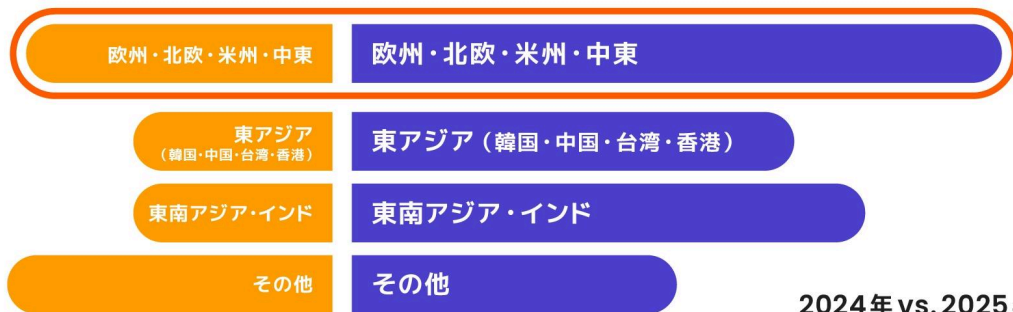 欧州・北欧・米州・中東
欧州・北欧・米州・中東
東アジア
(韓国・中国・台湾・香港)
東アジア(韓国・中国・台湾・香港)
東南アジア・インド
東南アジア・インド
その他
その他
2024年 vs. 2025